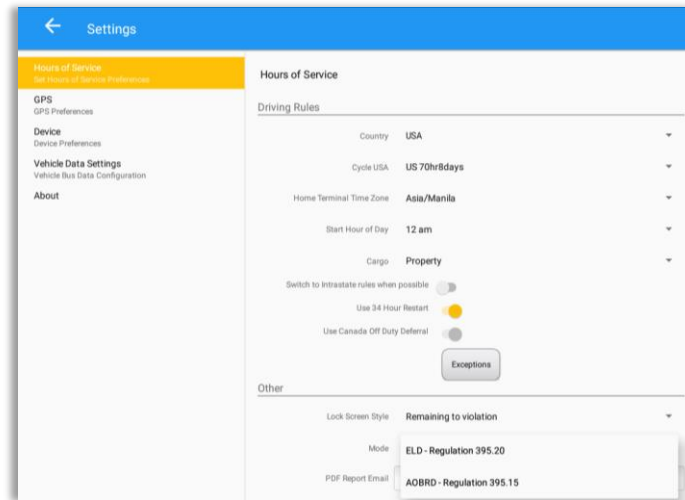 Settings
Hours of Service
Set Hours of Service Preferences
GPS
GPS Preferences
Device
Device Preferences
Vehicle Data Settings
Vehicle Bus Data Configuration
About
Hours of Service
Driving Rules
Country USA
Cycle USA US 70hr8days
Home Terminal Time Zone Asia/Manila
Start Hour of Day 12 am
Cargo Property
Switch to Intrastate rules when possible
Use 34 Hour Restart
Use Canada Off Duty Deferral
Exceptions
Other
Lock Screen Style Remaining to violation
Mode
ELD - Regulation 395.20
PDF Report Email
AOBRD - Regulation 395.15